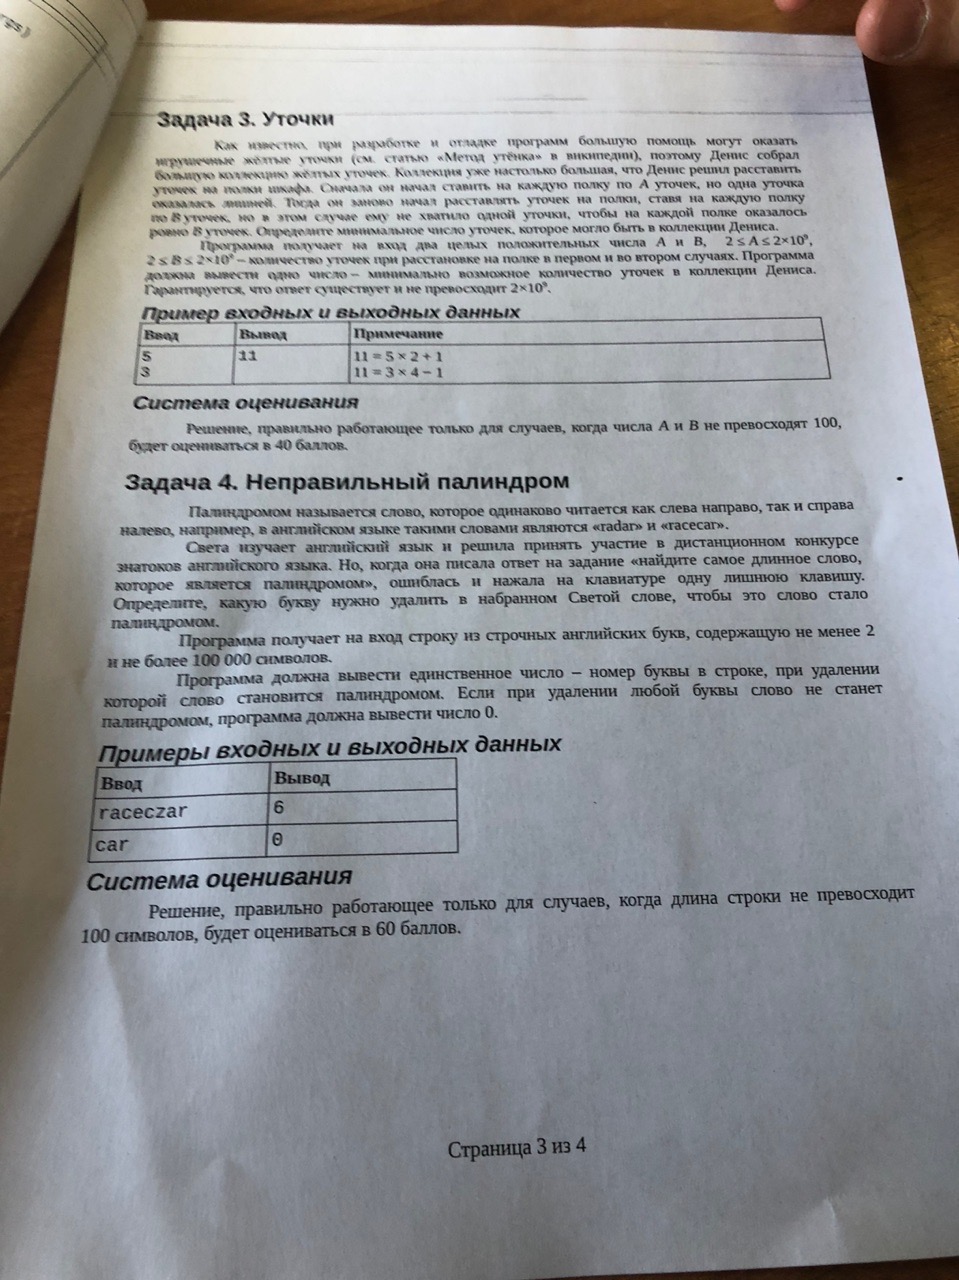 rgs)
Задача 3. Уточки
Как известно, при разработке и отладке программ большую помощь могут оказать
игрушечные жёлтые уточки (см. статью «Метод утёнка» в википедии), поэтому Денис собрал
большую коллекцию жёлтых уточек. Коллекция уже настолько большая, что Денис решил расставить
уточек на полки шкафа. Сначала он начал ставить на каждую полку по A уточек, но одна уточка
оказалась лишней. Тогда он заново начал расставлять уточек на полки, ставя на каждую полку
по B уточек, но в этом случае ему не хватило одной уточки, чтобы на каждой полке оказалось
ровно B уточек. Определите минимальное число уточек, которое могло быть в коллекции Дениса.
Программа получает на вход два целых положительных числа A и B, 2 ≤ A ≤ 2×10⁹,
2 ≤ B ≤ 2×10⁹ – количество уточек при расстановке на полке в первом и во втором случаях. Программа
должна вывести одно число – минимально возможное количество уточек в коллекции Дениса.
Гарантируется, что ответ существует и не превосходит 2×10⁹.
Пример входных и выходных данных
Ввод Вывод Примечание
5 11 11 = 5 × 2 + 1
3 11 = 3 × 4 – 1
Система оценивания
Решение, правильно работающее только для случаев, когда числа A и B не превосходят 100,
будет оцениваться в 40 баллов.
Задача 4. Неправильный палиндром
Палиндромом называется слово, которое одинаково читается как слева направо, так и справа
налево, например, в английском языке такими словами являются «radar» и «racecar».
Света изучает английский язык и решила принять участие в дистанционном конкурсе
знатоков английского языка. Но, когда она писала ответ на задание «найдите самое длинное слово,
которое является палиндромом», ошиблась и нажала на клавиатуре одну лишнюю клавишу.
Определите, какую букву нужно удалить в набранном Светой слове, чтобы это слово стало
палиндромом.
Программа получает на вход строку из строчных английских букв, содержащую не менее 2
и не более 100 000 символов.
Программа должна вывести единственное число – номер буквы в строке, при удалении
которой слово становится палиндромом. Если при удалении любой буквы слово не станет
палиндромом, программа должна вывести число 0.
Примеры входных и выходных данных
Ввод Вывод
raceczar 6
car 0
Система оценивания
Решение, правильно работающее только для случаев, когда длина строки не превосходит
100 символов, будет оцениваться в 60 баллов.
Страница 3 из 4